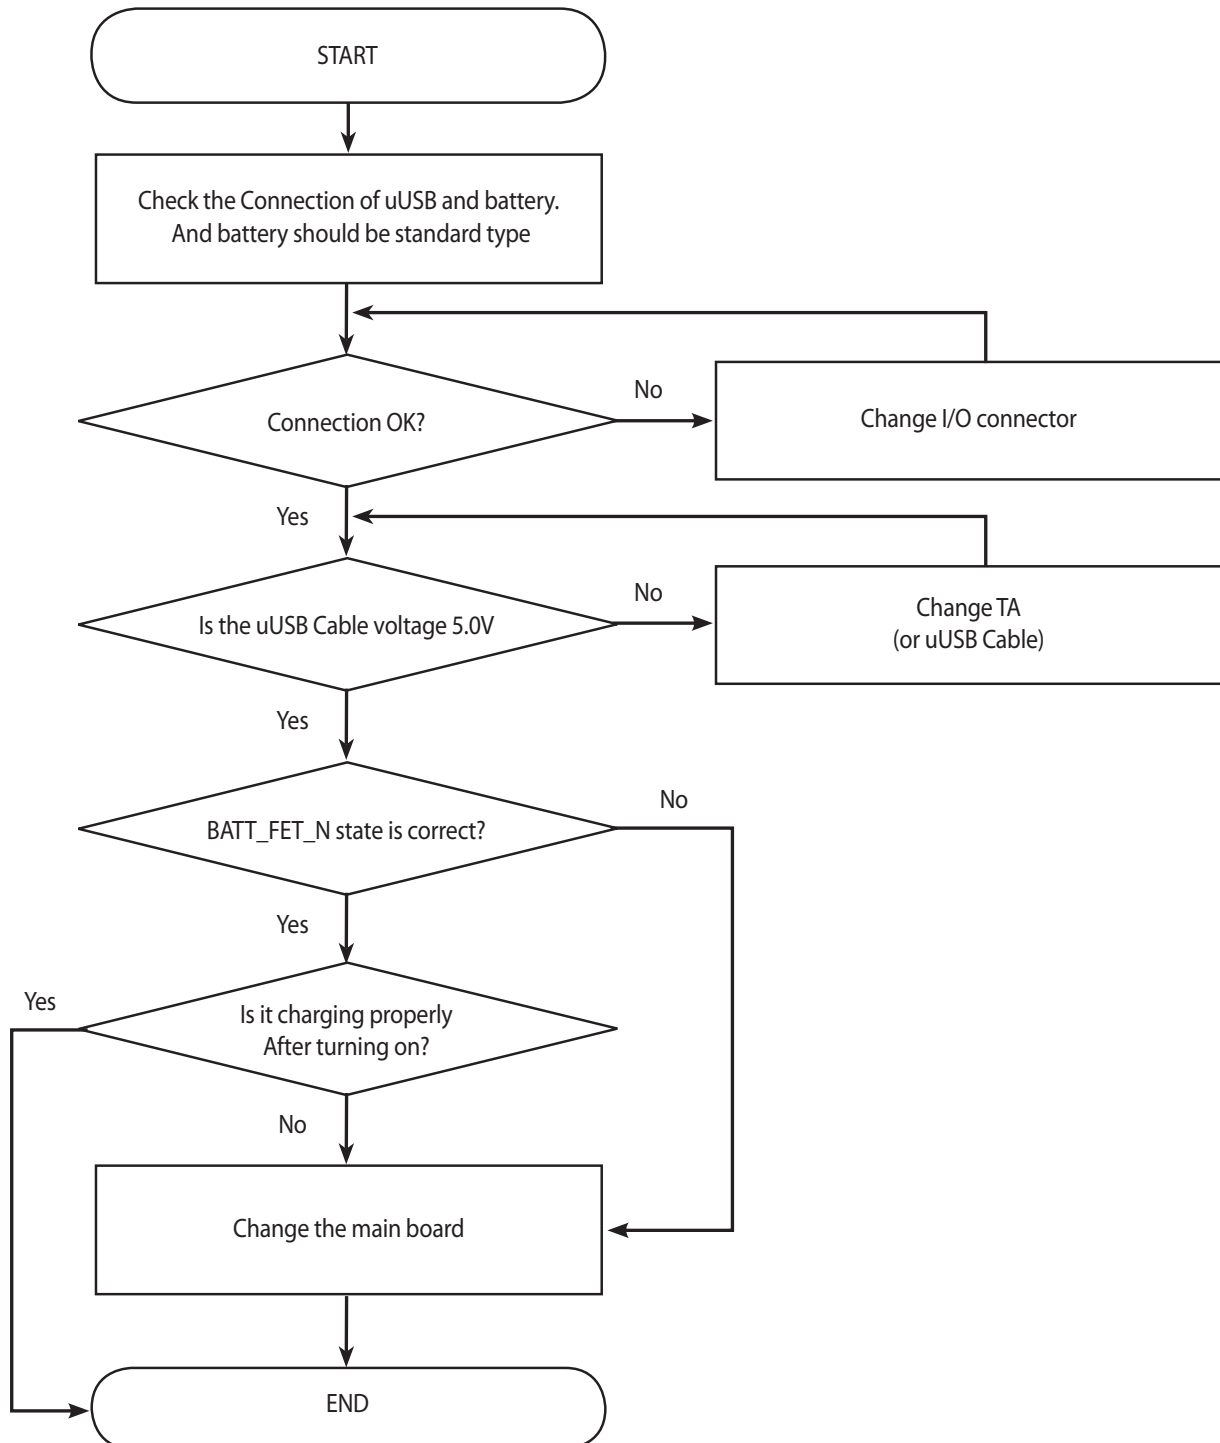 START
Check the Connection of uUSB and battery.
And battery should be standard type
No
Connection OK?
Change I/O connector
Yes
No
Is the uUSB Cable voltage 5.0V
Change TA
(or uUSB Cable)
Yes
No
BATT_FET_N state is correct?
Yes
Yes
Is it charging properly
After turning on?
No
Change the main board
END